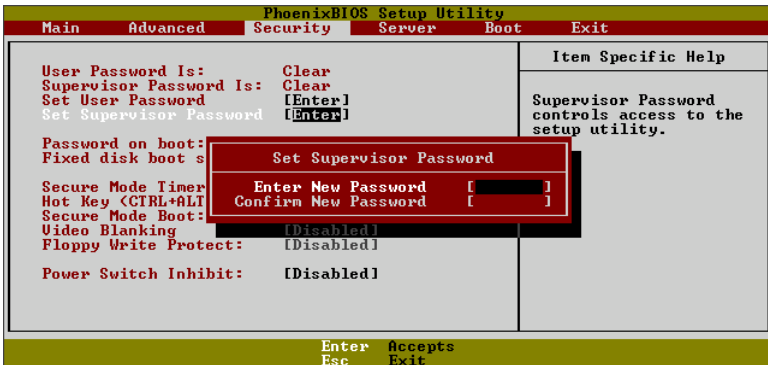 PhoenixBIOS Setup Utility
Main Advanced Security Server Boot Exit
Item Specific Help
User Password Is: Clear
Supervisor Password Is: Clear
Set User Password [Enter]
Set Supervisor Password [Enter]
Supervisor Password
controls access to the
setup utility.
Password on boot:
Fixed disk boot s
Set Supervisor Password
Enter New Password [ ]
Confirm New Password [ ]
Secure Mode Timer
Hot Key (CTRL+ALT
Secure Mode Boot:
Video Blanking [Disabled]
Floppy Write Protect: [Disabled]
Power Switch Inhibit: [Disabled]
Enter Accepts
Esc Exit